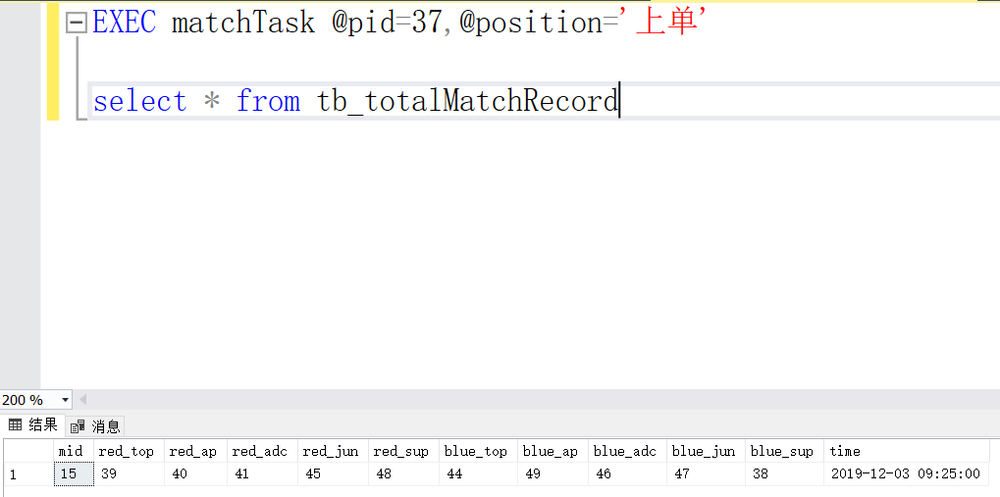 EXEC matchTask @pid=37,@position='上单'
select * from tb_totalMatchRecord
200 %
结果 消息
mid red_top red_ap red_adc red_jun red_sup blue_top blue_ap blue_adc blue_jun blue_sup time
1 15 39 40 41 45 48 44 49 46 47 38 2019-12-03 09:25:00